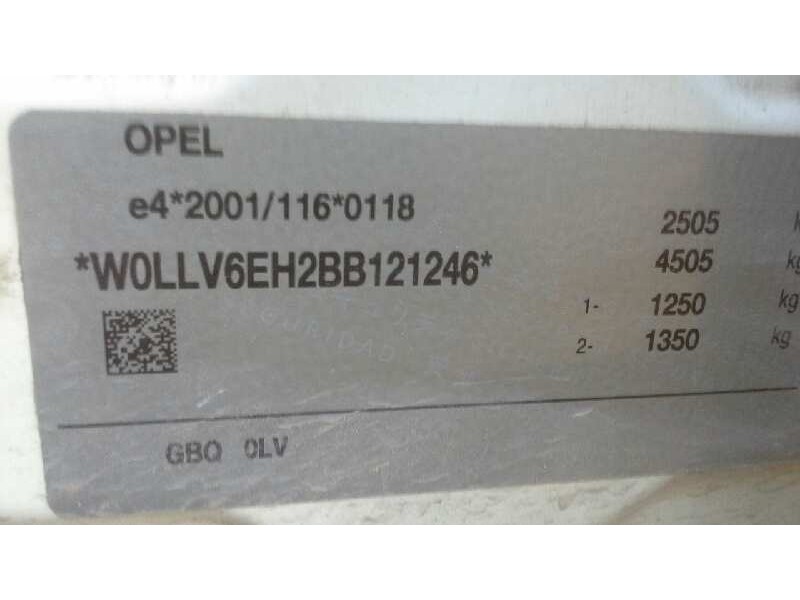 OPEL
e4*2001/116*0118
*W0LLV6EH2BB121246*
2505
4505 kg
1- 1250 kg
2- 1350 kg
GBQ 0LV